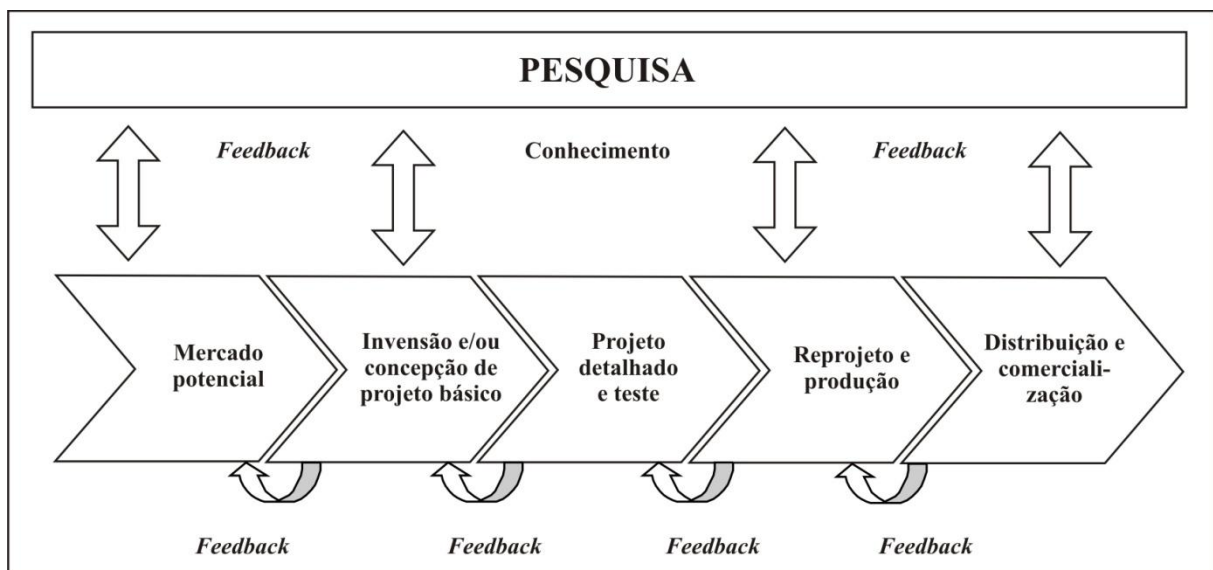 PESQUISA
Feedback
Conhecimento
Feedback
Mercado
potencial
Invensão e/ou
concepção de
projeto básico
Projeto
detalhado
e teste
Reprojeto e
produção
Distribuição e
comerciali-
zação
Feedback
Feedback
Feedback
Feedback